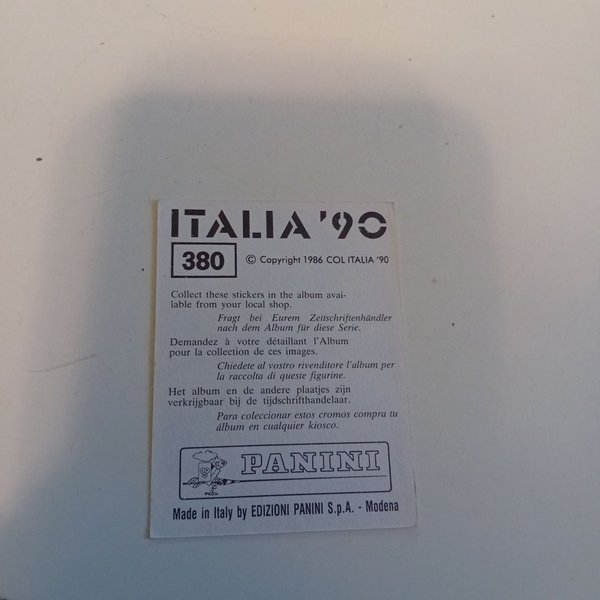 ITALIA '90
380
© Copyright 1986 COL ITALIA '90
Collect these stickers in the album avai-
lable from your local shop.
Fragt bei Eurem Zeitschriftenhändler
nach dem Album für diese Serie.
Demandez à votre détaillant l'Album
pour la collection de ces images.
Chiedete al vostro rivenditore l'album per
la raccolta di queste figurine.
Het album en de andere plaatjes zijn
verkrijgbaar bij de tijdschrifthandelaar.
Para coleccionar estos cromos compra tu
álbum en cualquier kiosco.
PANINI
Made in Italy by EDIZIONI PANINI S.p.A. - Modena